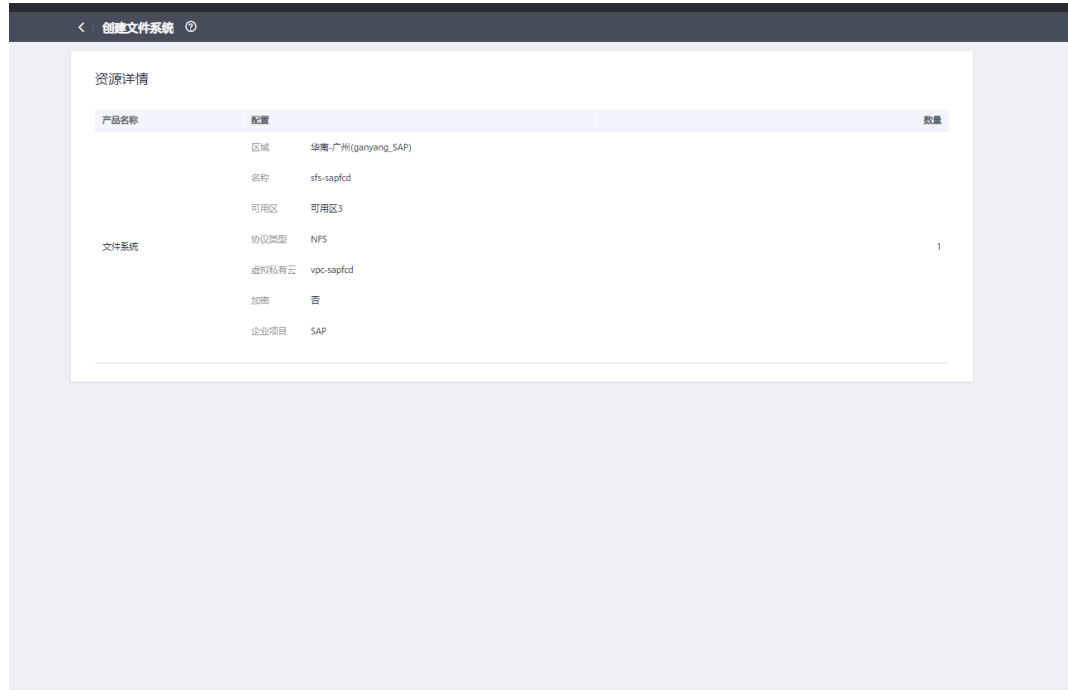 创建文件系统
资源详情
产品名称 配置 数量
区域 华南-广州(ganyang_SAP)
名称 sfs-sapfcd
可用区 可用区3
协议类型 NFS
文件系统 1
虚拟私有云 vpc-sapfcd
加密 否
企业项目 SAP